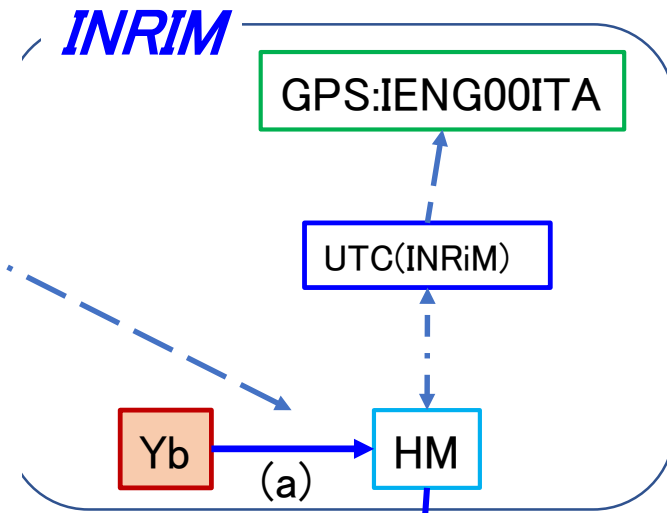 INRIM
GPS:IENG00ITA
UTC(INRiM)
Yb
HM
(a)